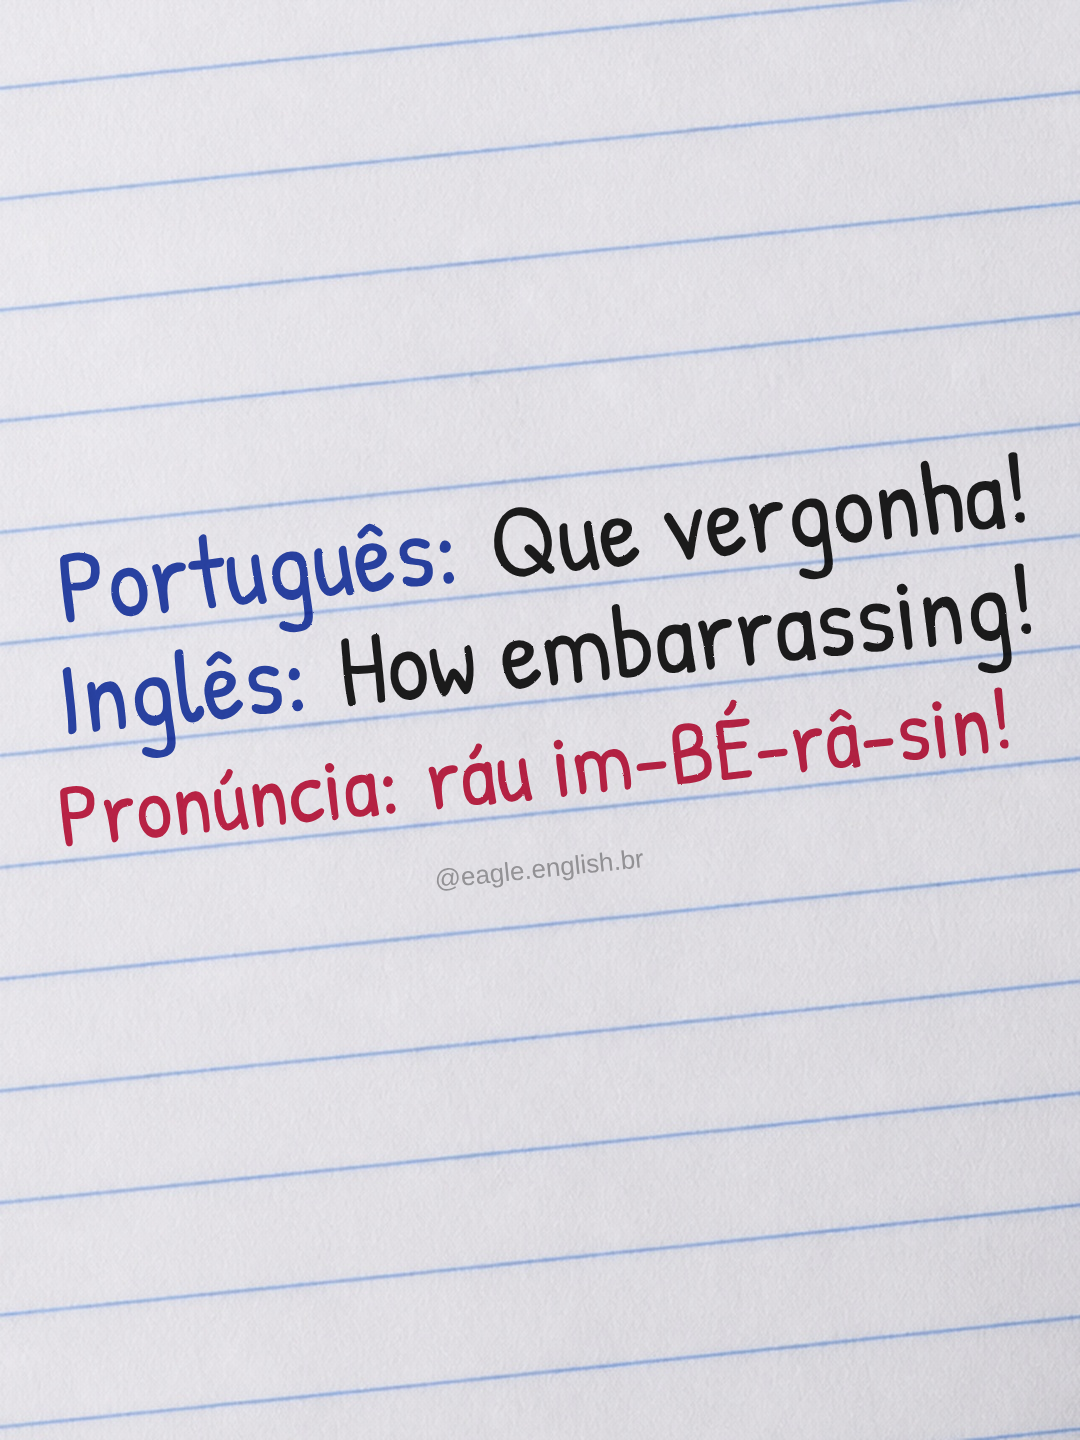 Português: Que vergonha!
Inglês: How embarrassing!
Pronúncia: ráu im-BÉ-râ-sin!
@eagle.english.br